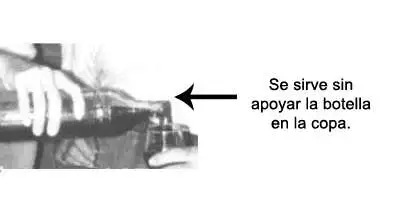 Se sirve sin
apoyar la botella
en la copa.